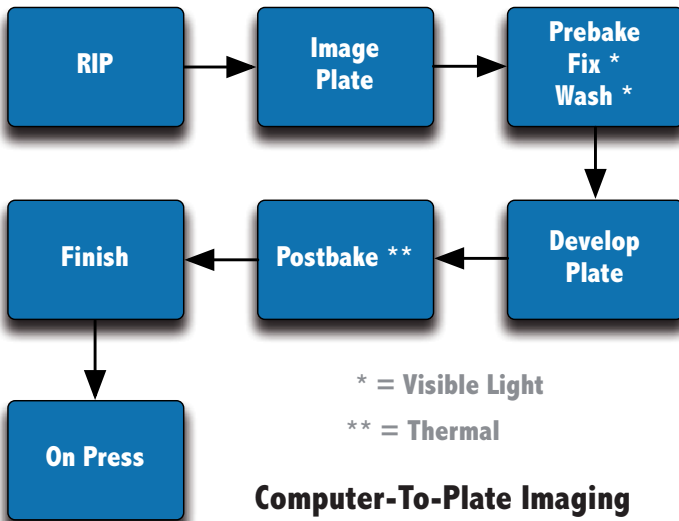 RIP
Image
Plate
Prebake
Fix *
Wash *
Develop
Plate
Postbake **
Finish
On Press
* = Visible Light
** = Thermal
Computer-To-Plate Imaging